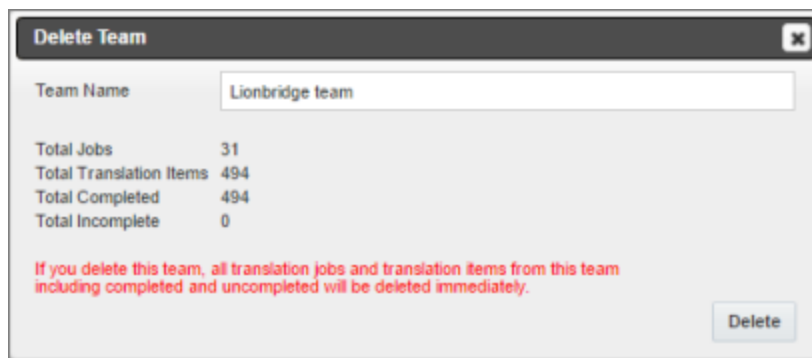 Delete Team
Team Name Lionbridge team
Total Jobs 31
Total Translation Items 494
Total Completed 494
Total Incomplete 0
If you delete this team, all translation jobs and translation items from this team
including completed and uncompleted will be deleted immediately.
Delete